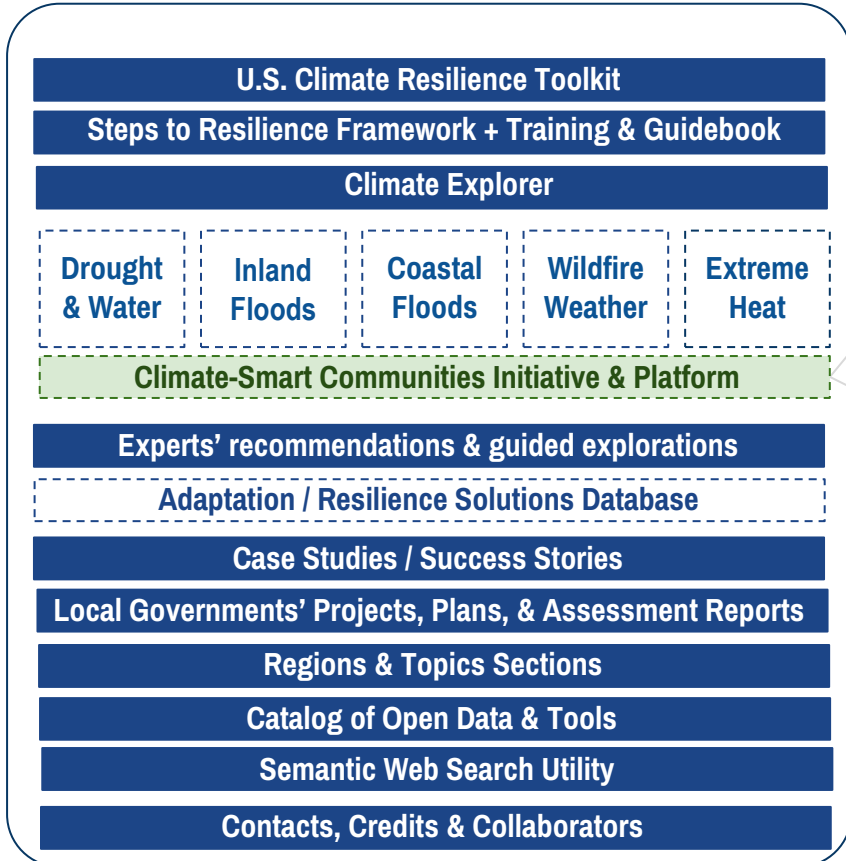 U.S. Climate Resilience Toolkit
Steps to Resilience Framework + Training & Guidebook
Climate Explorer
Drought
& Water
Inland
Floods
Coastal
Floods
Wildfire
Weather
Extreme
Heat
Climate-Smart Communities Initiative & Platform
Experts’ recommendations & guided explorations
Adaptation / Resilience Solutions Database
Case Studies / Success Stories
Local Governments’ Projects, Plans, & Assessment Reports
Regions & Topics Sections
Catalog of Open Data & Tools
Semantic Web Search Utility
Contacts, Credits & Collaborators